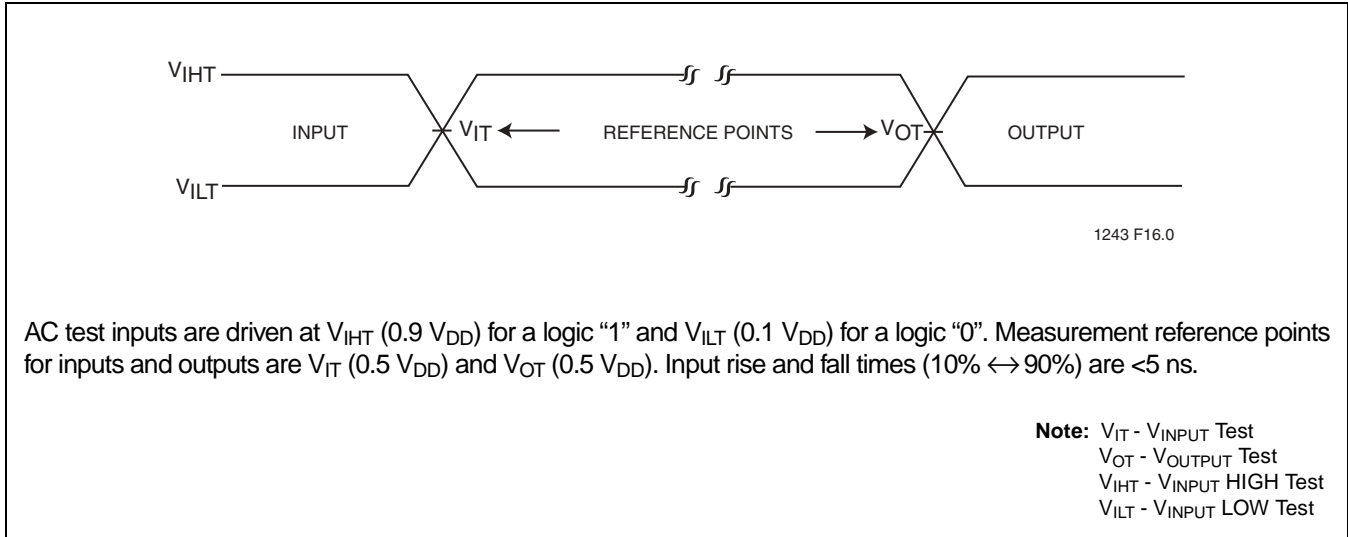 VIHT
INPUT VIT REFERENCE POINTS VOT OUTPUT
VILT
1243 F16.0
AC test inputs are driven at VIHT (0.9 VDD) for a logic “1” and VILT (0.1 VDD) for a logic “0”. Measurement reference points
for inputs and outputs are VIT (0.5 VDD) and VOT (0.5 VDD). Input rise and fall times (10% ↔ 90%) are <5 ns.
Note: VIT - VINPUT Test
VOT - VOUTPUT Test
VIHT - VINPUT HIGH Test
VILT - VINPUT LOW Test